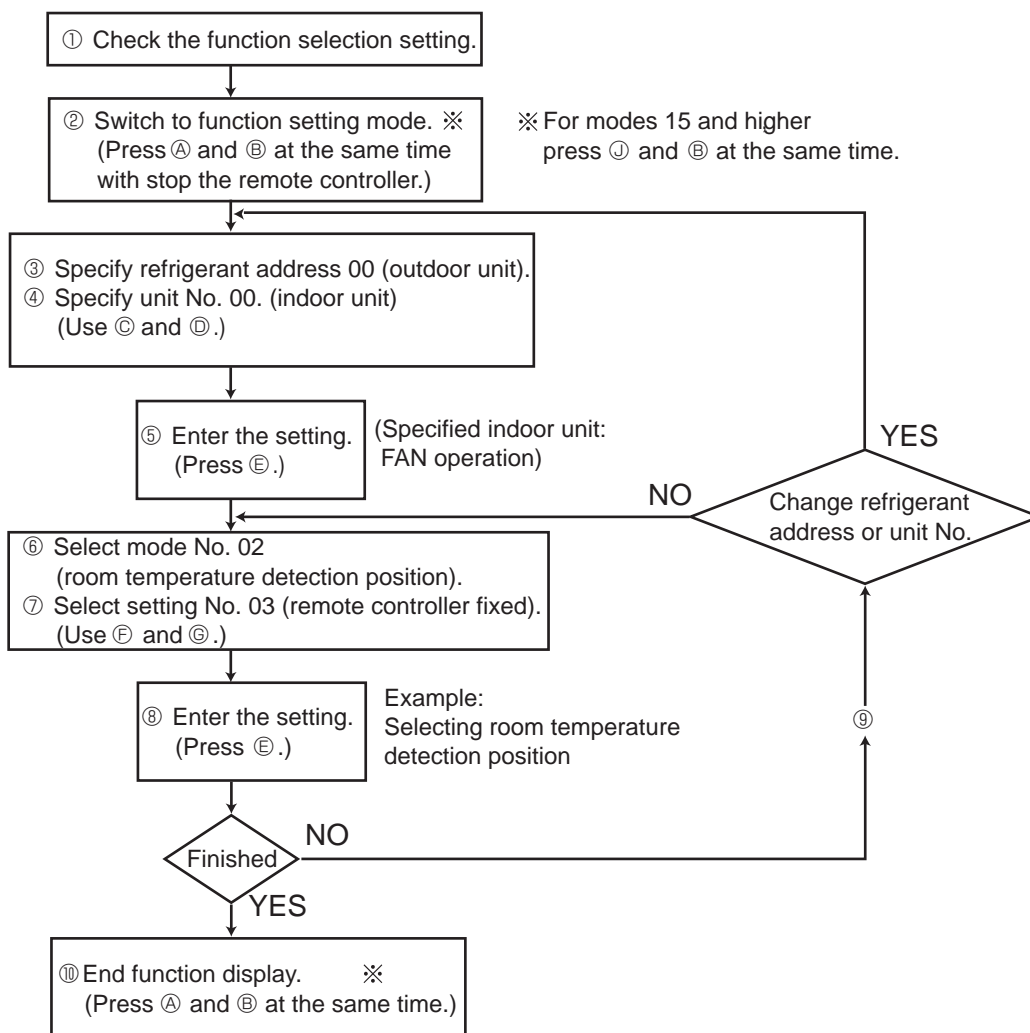 ① Check the function selection setting.
② Switch to function setting mode. ※
(Press Ⓐ and Ⓑ at the same time
with stop the remote controller.)
※ For modes 15 and higher
press Ⓙ and Ⓑ at the same time.
③ Specify refrigerant address 00 (outdoor unit).
④ Specify unit No. 00. (indoor unit)
(Use Ⓒ and Ⓓ.)
⑤ Enter the setting.
(Press Ⓔ.)
(Specified indoor unit:
FAN operation)
YES
NO
Change refrigerant
address or unit No.
⑥ Select mode No. 02
(room temperature detection position).
⑦ Select setting No. 03 (remote controller fixed).
(Use Ⓕ and Ⓖ.)
⑧ Enter the setting.
(Press Ⓔ.)
Example:
Selecting room temperature
detection position
⑨
Finished
NO
YES
⑩ End function display. ※
(Press Ⓐ and Ⓑ at the same time.)